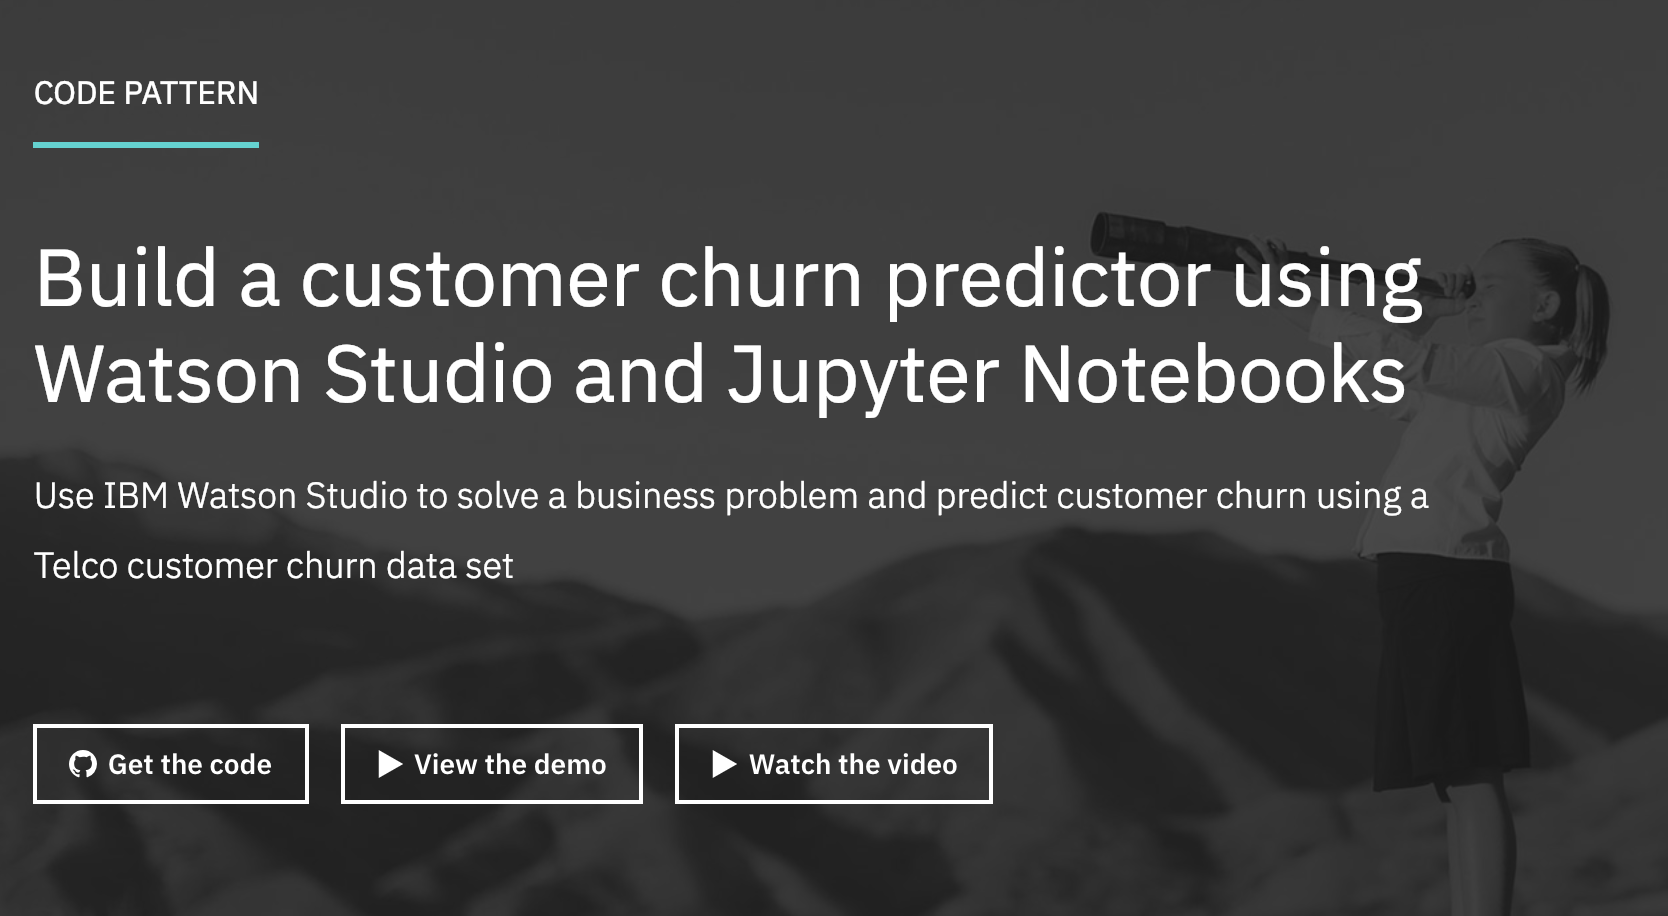 CODE PATTERN
Build a customer churn predictor using
Watson Studio and Jupyter Notebooks
Use IBM Watson Studio to solve a business problem and predict customer churn using a
Telco customer churn data set
Get the code
View the demo
Watch the video